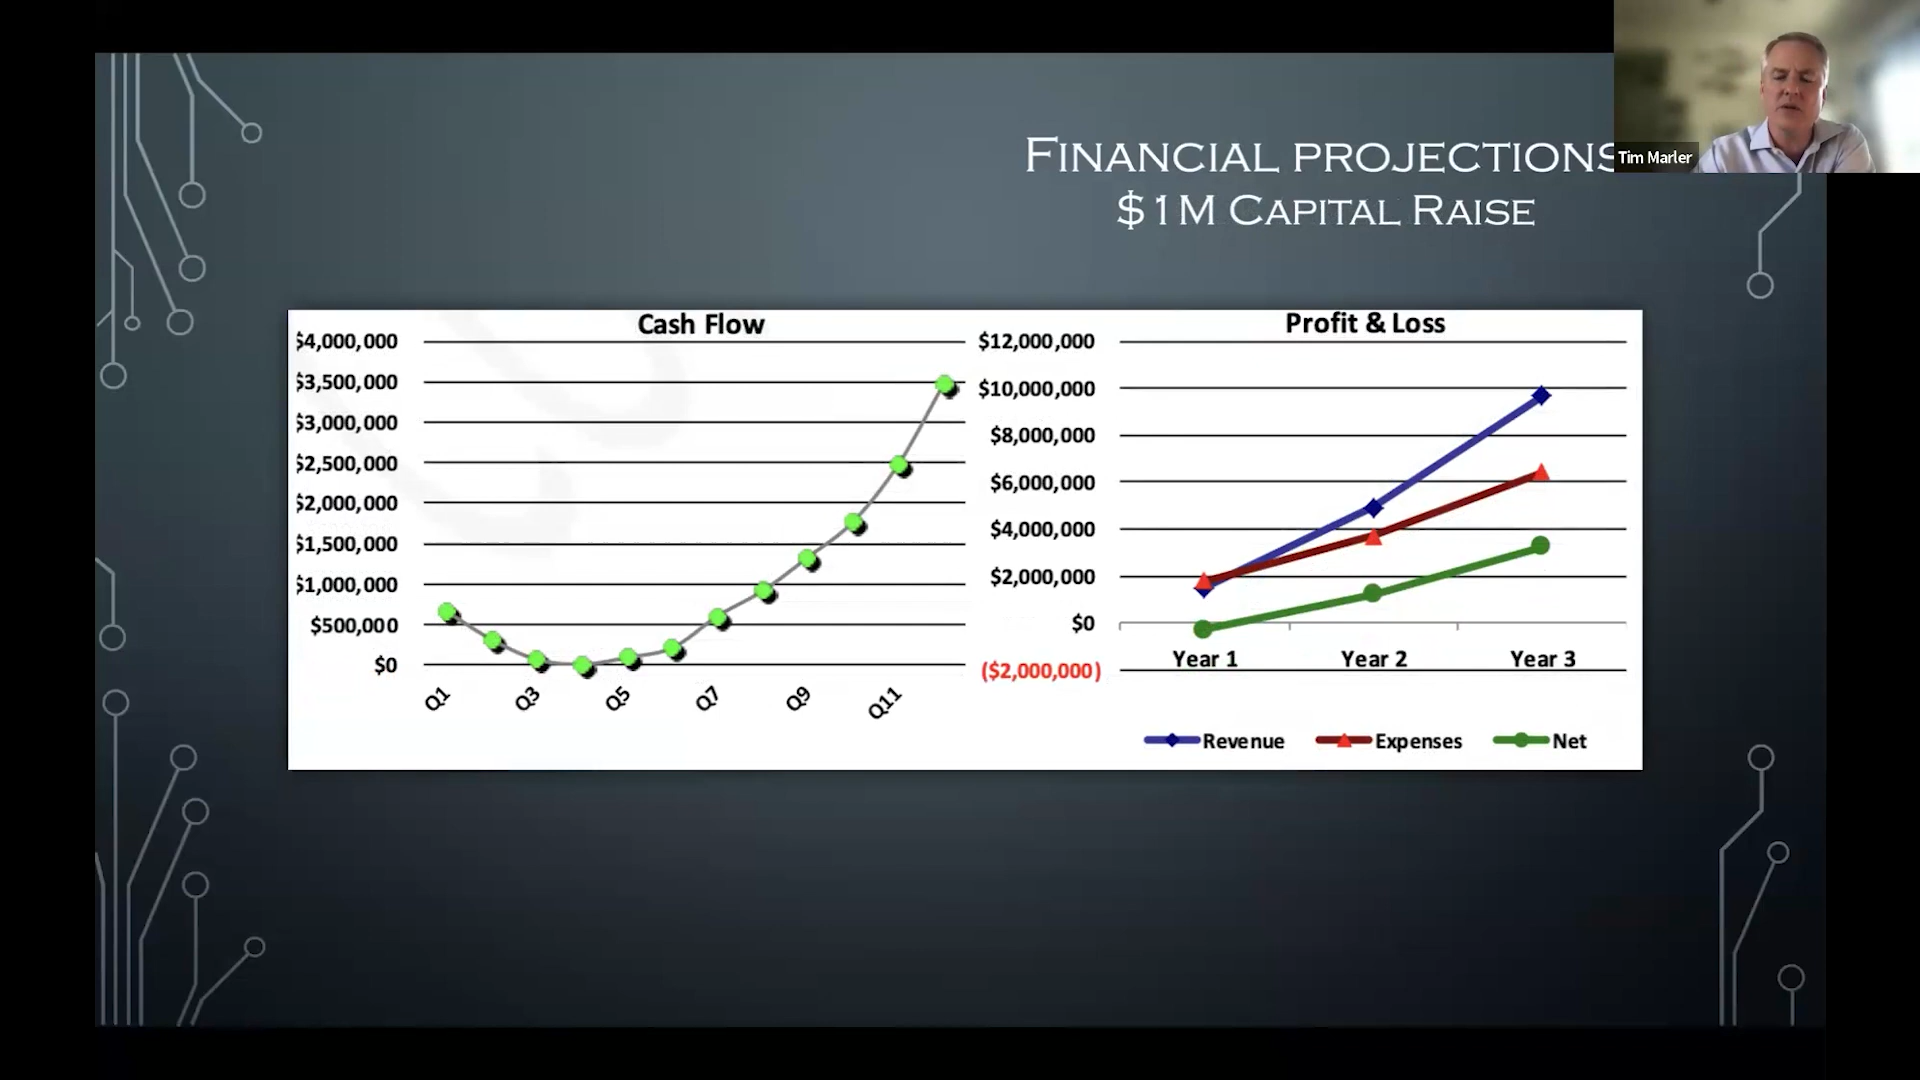 Tim Marler
FINANCIAL PROJECTIONS
$1M CAPITAL RAISE
Cash Flow
$4,000,000
$3,500,000
$3,000,000
$2,500,000
$2,000,000
$1,500,000
$1,000,000
$500,000
$0
Q1
Q3
Q5
Q7
Q9
Q11
Profit & Loss
$12,000,000
$10,000,000
$8,000,000
$6,000,000
$4,000,000
$2,000,000
$0
($2,000,000)
Year 1
Year 2
Year 3
Revenue
Expenses
Net